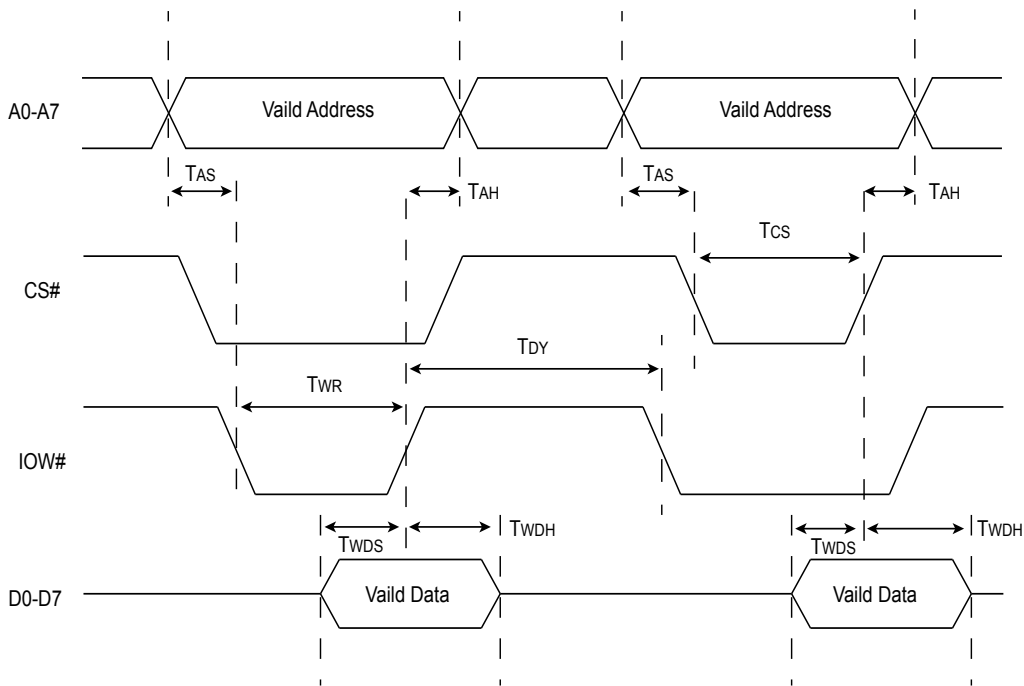 A0-A7
Vaild Address
Vaild Address
TAS
TAH
TAS
TAH
TCS
CS#
TDY
TWR
IOW#
TWDS
TWDH
TWDS
TWDH
D0-D7
Vaild Data
Vaild Data